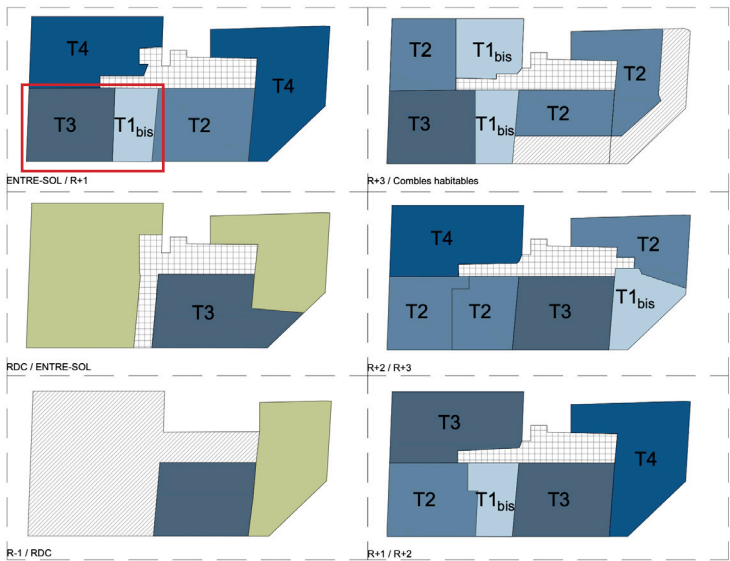 T4
T4
T3
T1bis
T2
ENTRE-SOL / R+1
T2
T1bis
T2
T3
T1bis
T2
R+3 / Combles habitables
T3
RDC / ENTRE-SOL
T4
T2
T2
T2
T3
T1bis
R+2 / R+3
R-1 / RDC
T3
T4
T2
T1bis
T3
R+1 / R+2